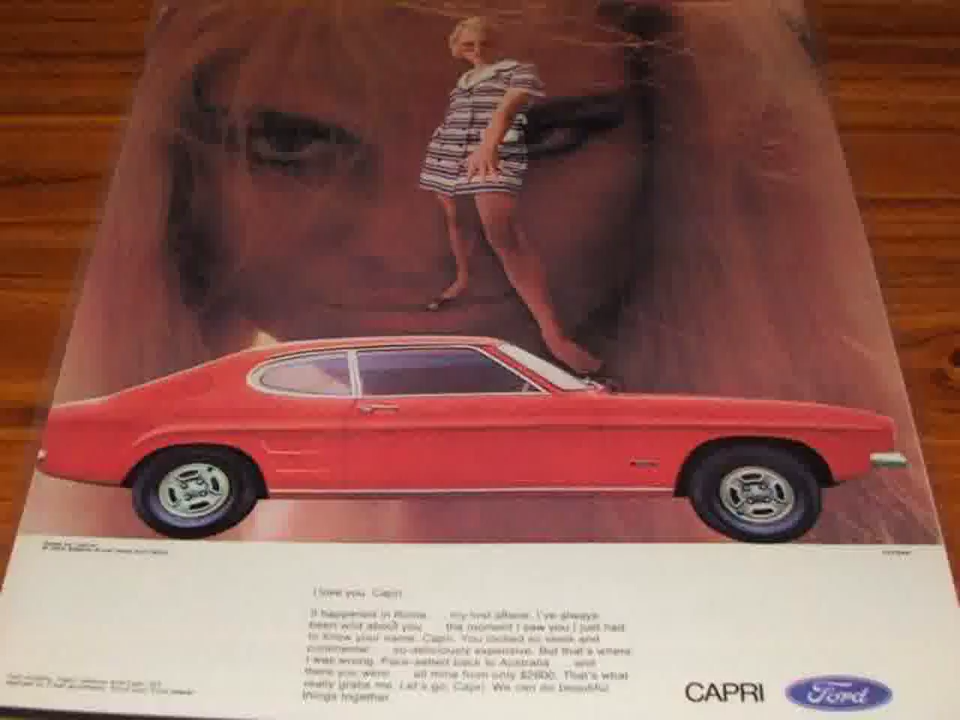 I love you, Capri.
It happened in Rome ... my first affaire. I've always
been wild about you ... the moment I saw you I just had
to know your name. Capri. You looked so sleek and
continental ... so deliciously expensive. But that's where
I was wrong. Race-setted back to Australia ... and
there you were ... all mine from only $2600. That's what
really grabs me. Let's go, Capri. We can do beautiful
things together.
CAPRI Ford